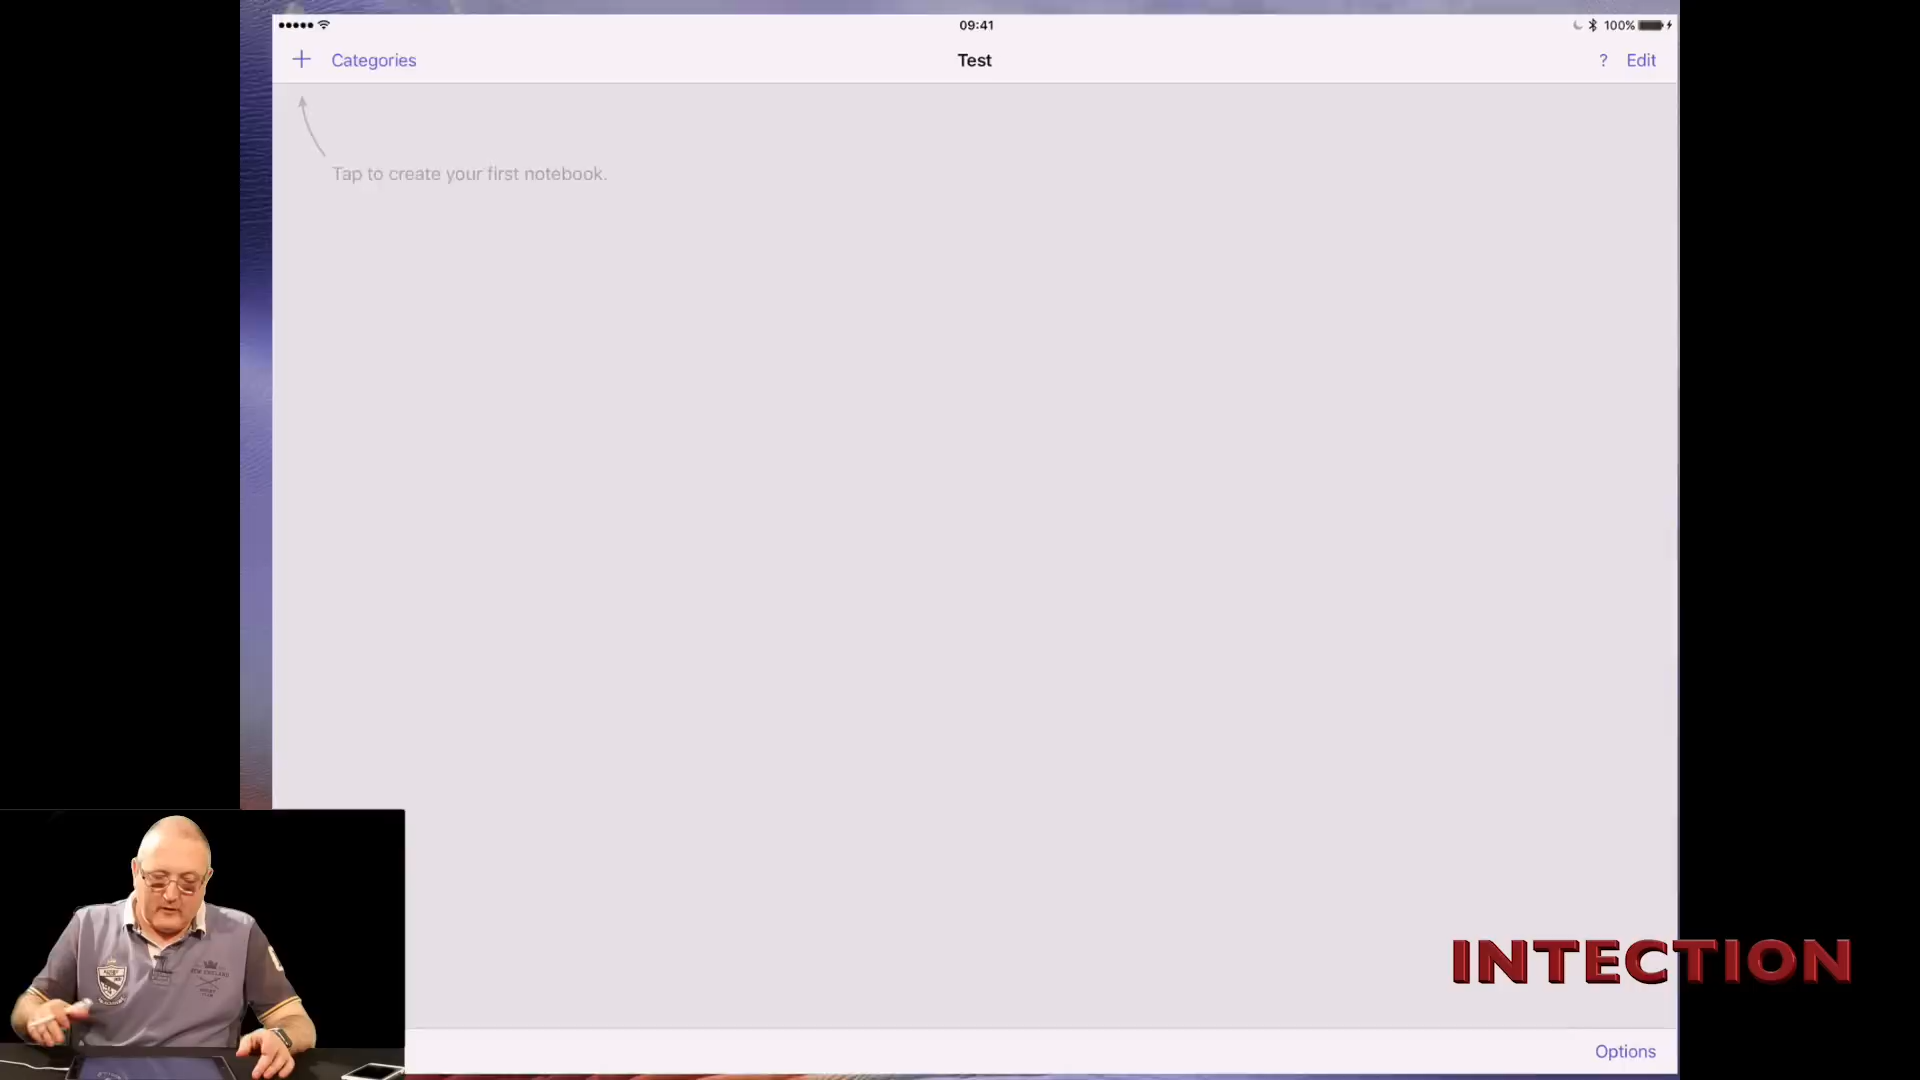 09:41
100%
Categories
Test
? Edit
Tap to create your first notebook.
INTECTION
Options